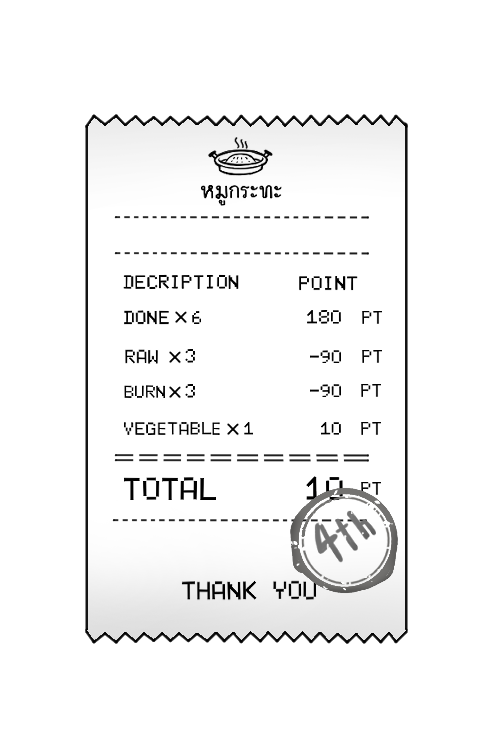 หมูกระทะ
DECRIPTION POINT
DONE ×6 180 PT
RAW ×3 -90 PT
BURN×3 -90 PT
VEGETABLE ×1 10 PT
TOTAL 10 PT
4th
THANK YOU